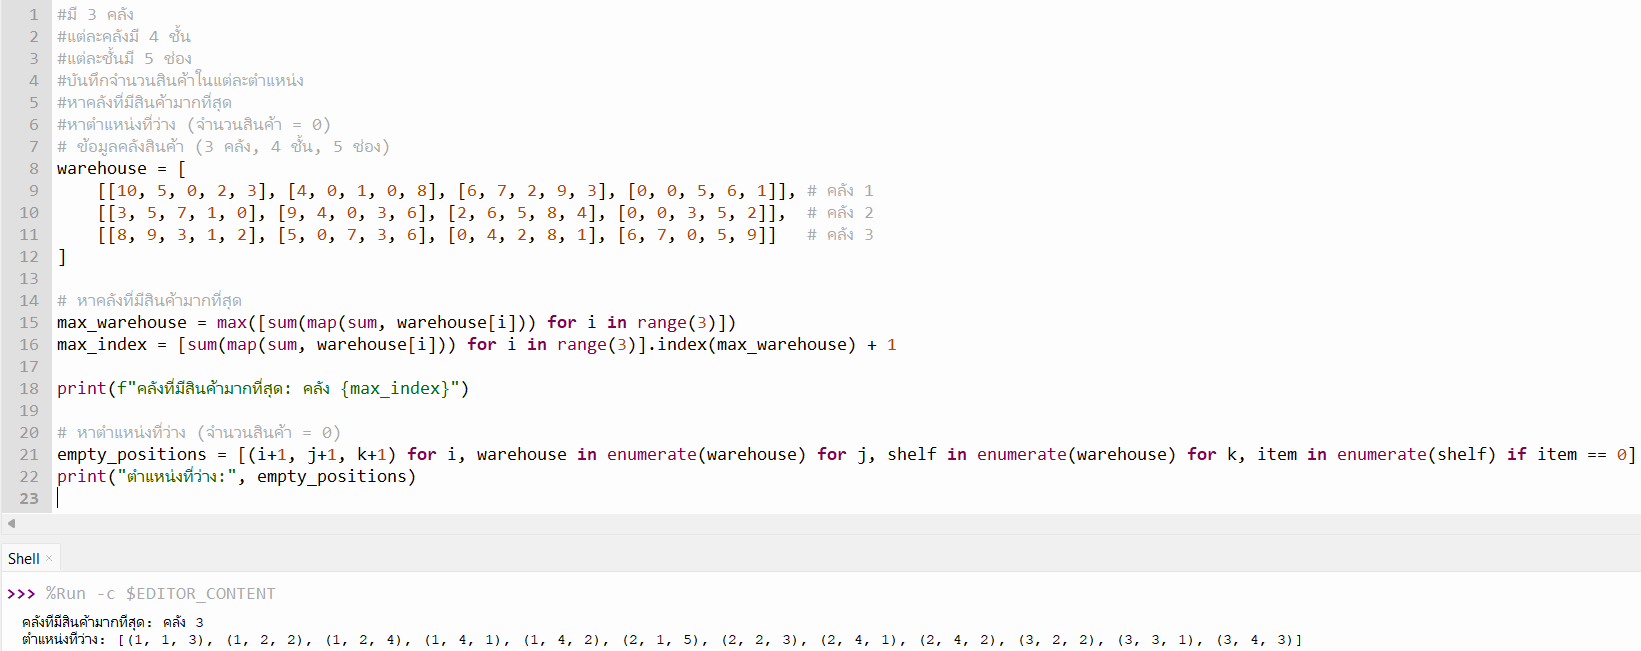 1 #มี 3 คลัง
2 #แต่ละคลังมี 4 ชั้น
3 #แต่ละชั้นมี 5 ช่อง
4 #บันทึกจำนวนสินค้าในแต่ละตำแหน่ง
5 #หาคลังที่มีสินค้ามากที่สุด
6 #หาตำแหน่งที่ว่าง (จำนวนสินค้า = 0)
7 # ข้อมูลคลังสินค้า (3 คลัง, 4 ชั้น, 5 ช่อง)
8 warehouse = [
9     [[10, 5, 0, 2, 3], [4, 0, 1, 0, 8], [6, 7, 2, 9, 3], [0, 0, 5, 6, 1]], # คลัง 1
10     [[3, 5, 7, 1, 0], [9, 4, 0, 3, 6], [2, 6, 5, 8, 4], [0, 0, 3, 5, 2]],  # คลัง 2
11     [[8, 9, 3, 1, 2], [5, 0, 7, 3, 6], [0, 4, 2, 8, 1], [6, 7, 0, 5, 9]]   # คลัง 3
12 ]
13
14 # หาคลังที่มีสินค้ามากที่สุด
15 max_warehouse = max([sum(map(sum, warehouse[i])) for i in range(3)])
16 max_index = [sum(map(sum, warehouse[i])) for i in range(3)].index(max_warehouse) + 1
17
18 print(f"คลังที่มีสินค้ามากที่สุด: คลัง {max_index}")
19
20 # หาตำแหน่งที่ว่าง (จำนวนสินค้า = 0)
21 empty_positions = [(i+1, j+1, k+1) for i, warehouse in enumerate(warehouse) for j, shelf in enumerate(warehouse) for k, item in enumerate(shelf) if item == 0]
22 print("ตำแหน่งที่ว่าง:", empty_positions)
23
Shell ×
>>> %Run -c $EDITOR_CONTENT
คลังที่มีสินค้ามากที่สุด: คลัง 3
ตำแหน่งที่ว่าง: [(1, 1, 3), (1, 2, 2), (1, 2, 4), (1, 4, 1), (1, 4, 2), (2, 1, 5), (2, 2, 3), (2, 4, 1), (2, 4, 2), (3, 2, 2), (3, 3, 1), (3, 4, 3)]